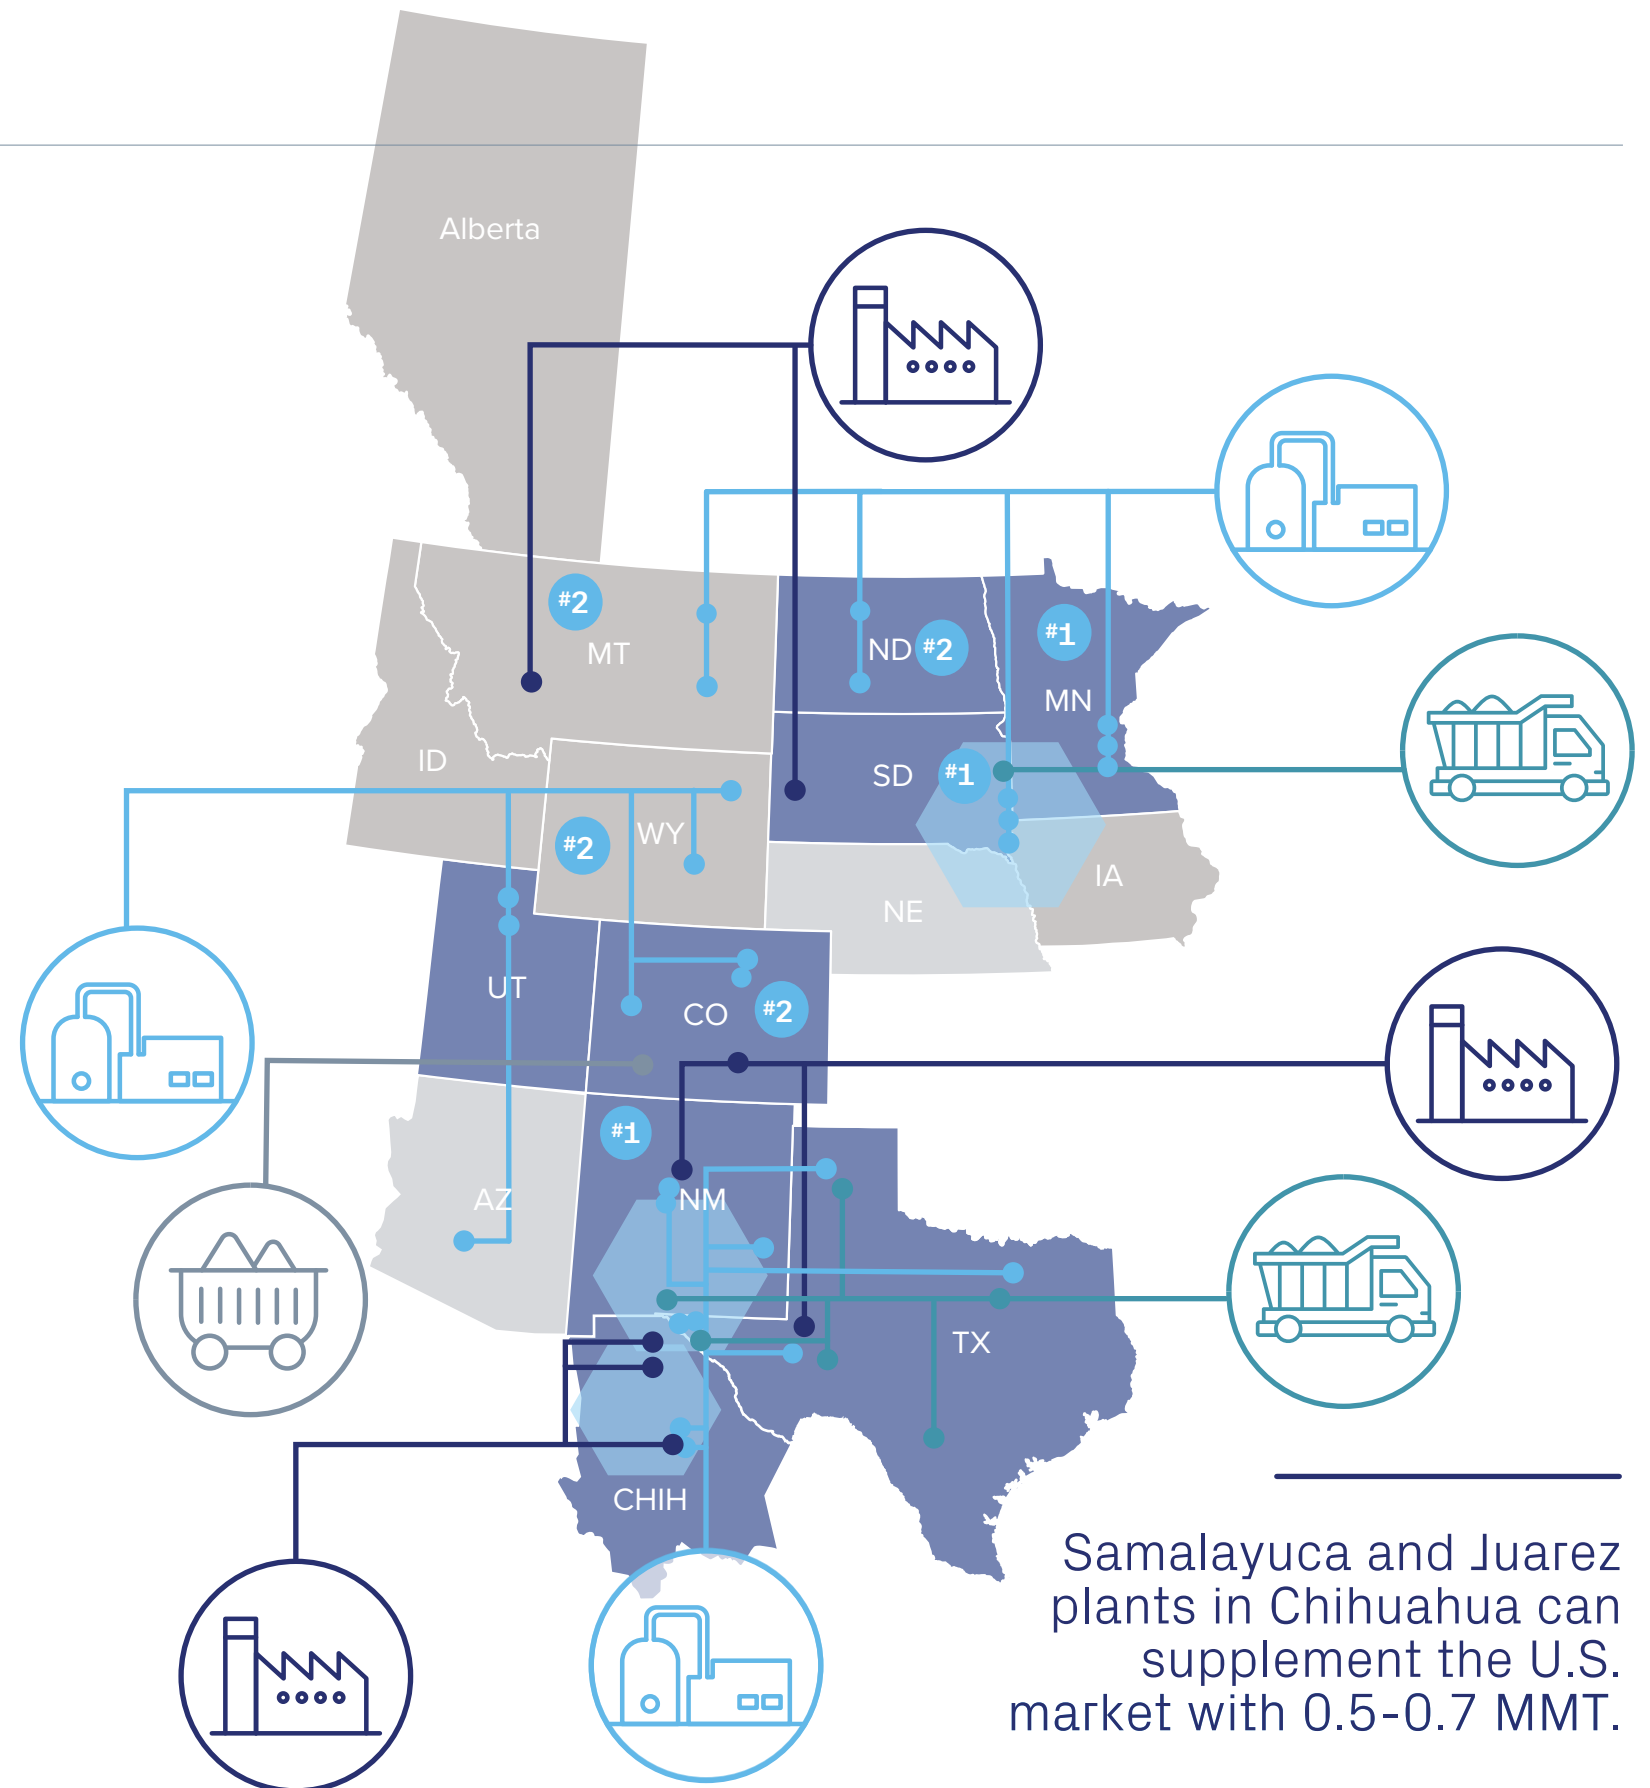 Alberta
#2
MT
ND
#2
#1
MN
ID
SD
#1
WY
#2
IA
NE
UT
CO
#2
#1
AZ
NM
TX
CHIH
Samalayuca and Juarez
plants in Chihuahua can
supplement the U.S.
market with 0.5-0.7 MMT.